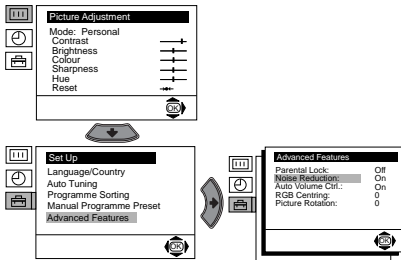 Picture Adjustment
Mode: Personal
Contrast
Brightness
Colour
Sharpness
Hue
Reset
OK
Set Up
Language/Country
Auto Tuning
Programme Sorting
Manual Programme Preset
Advanced Features
OK
Advanced Features
Parental Lock: Off
Noise Reduction: On
Auto Volume Ctrl.: On
RGB Centring: 0
Picture Rotation: 0
OK